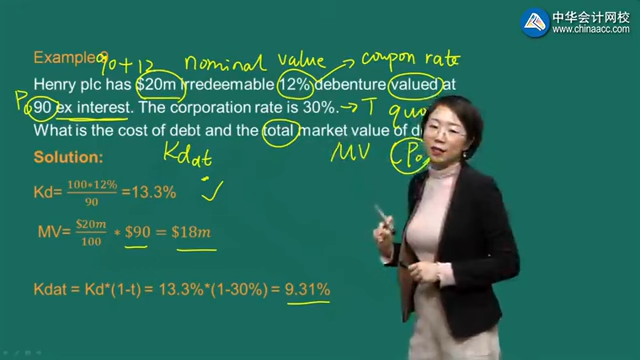 中华会计网校
www.chinaacc.com
Example 9
90 + 12 nominal value coupon rate
Henry plc has $20m Irredeemable 12% debenture valued at
P0 90 ex interest. The corporation rate is 30%. → T quo
What is the cost of debt and the total market value of d
Solution: Kdat MV (P0
Kd= 100*12% / 90 =13.3%
MV= $20m / 100 * $90 = $18m
Kdat = Kd*(1-t) = 13.3%*(1-30%) = 9.31%